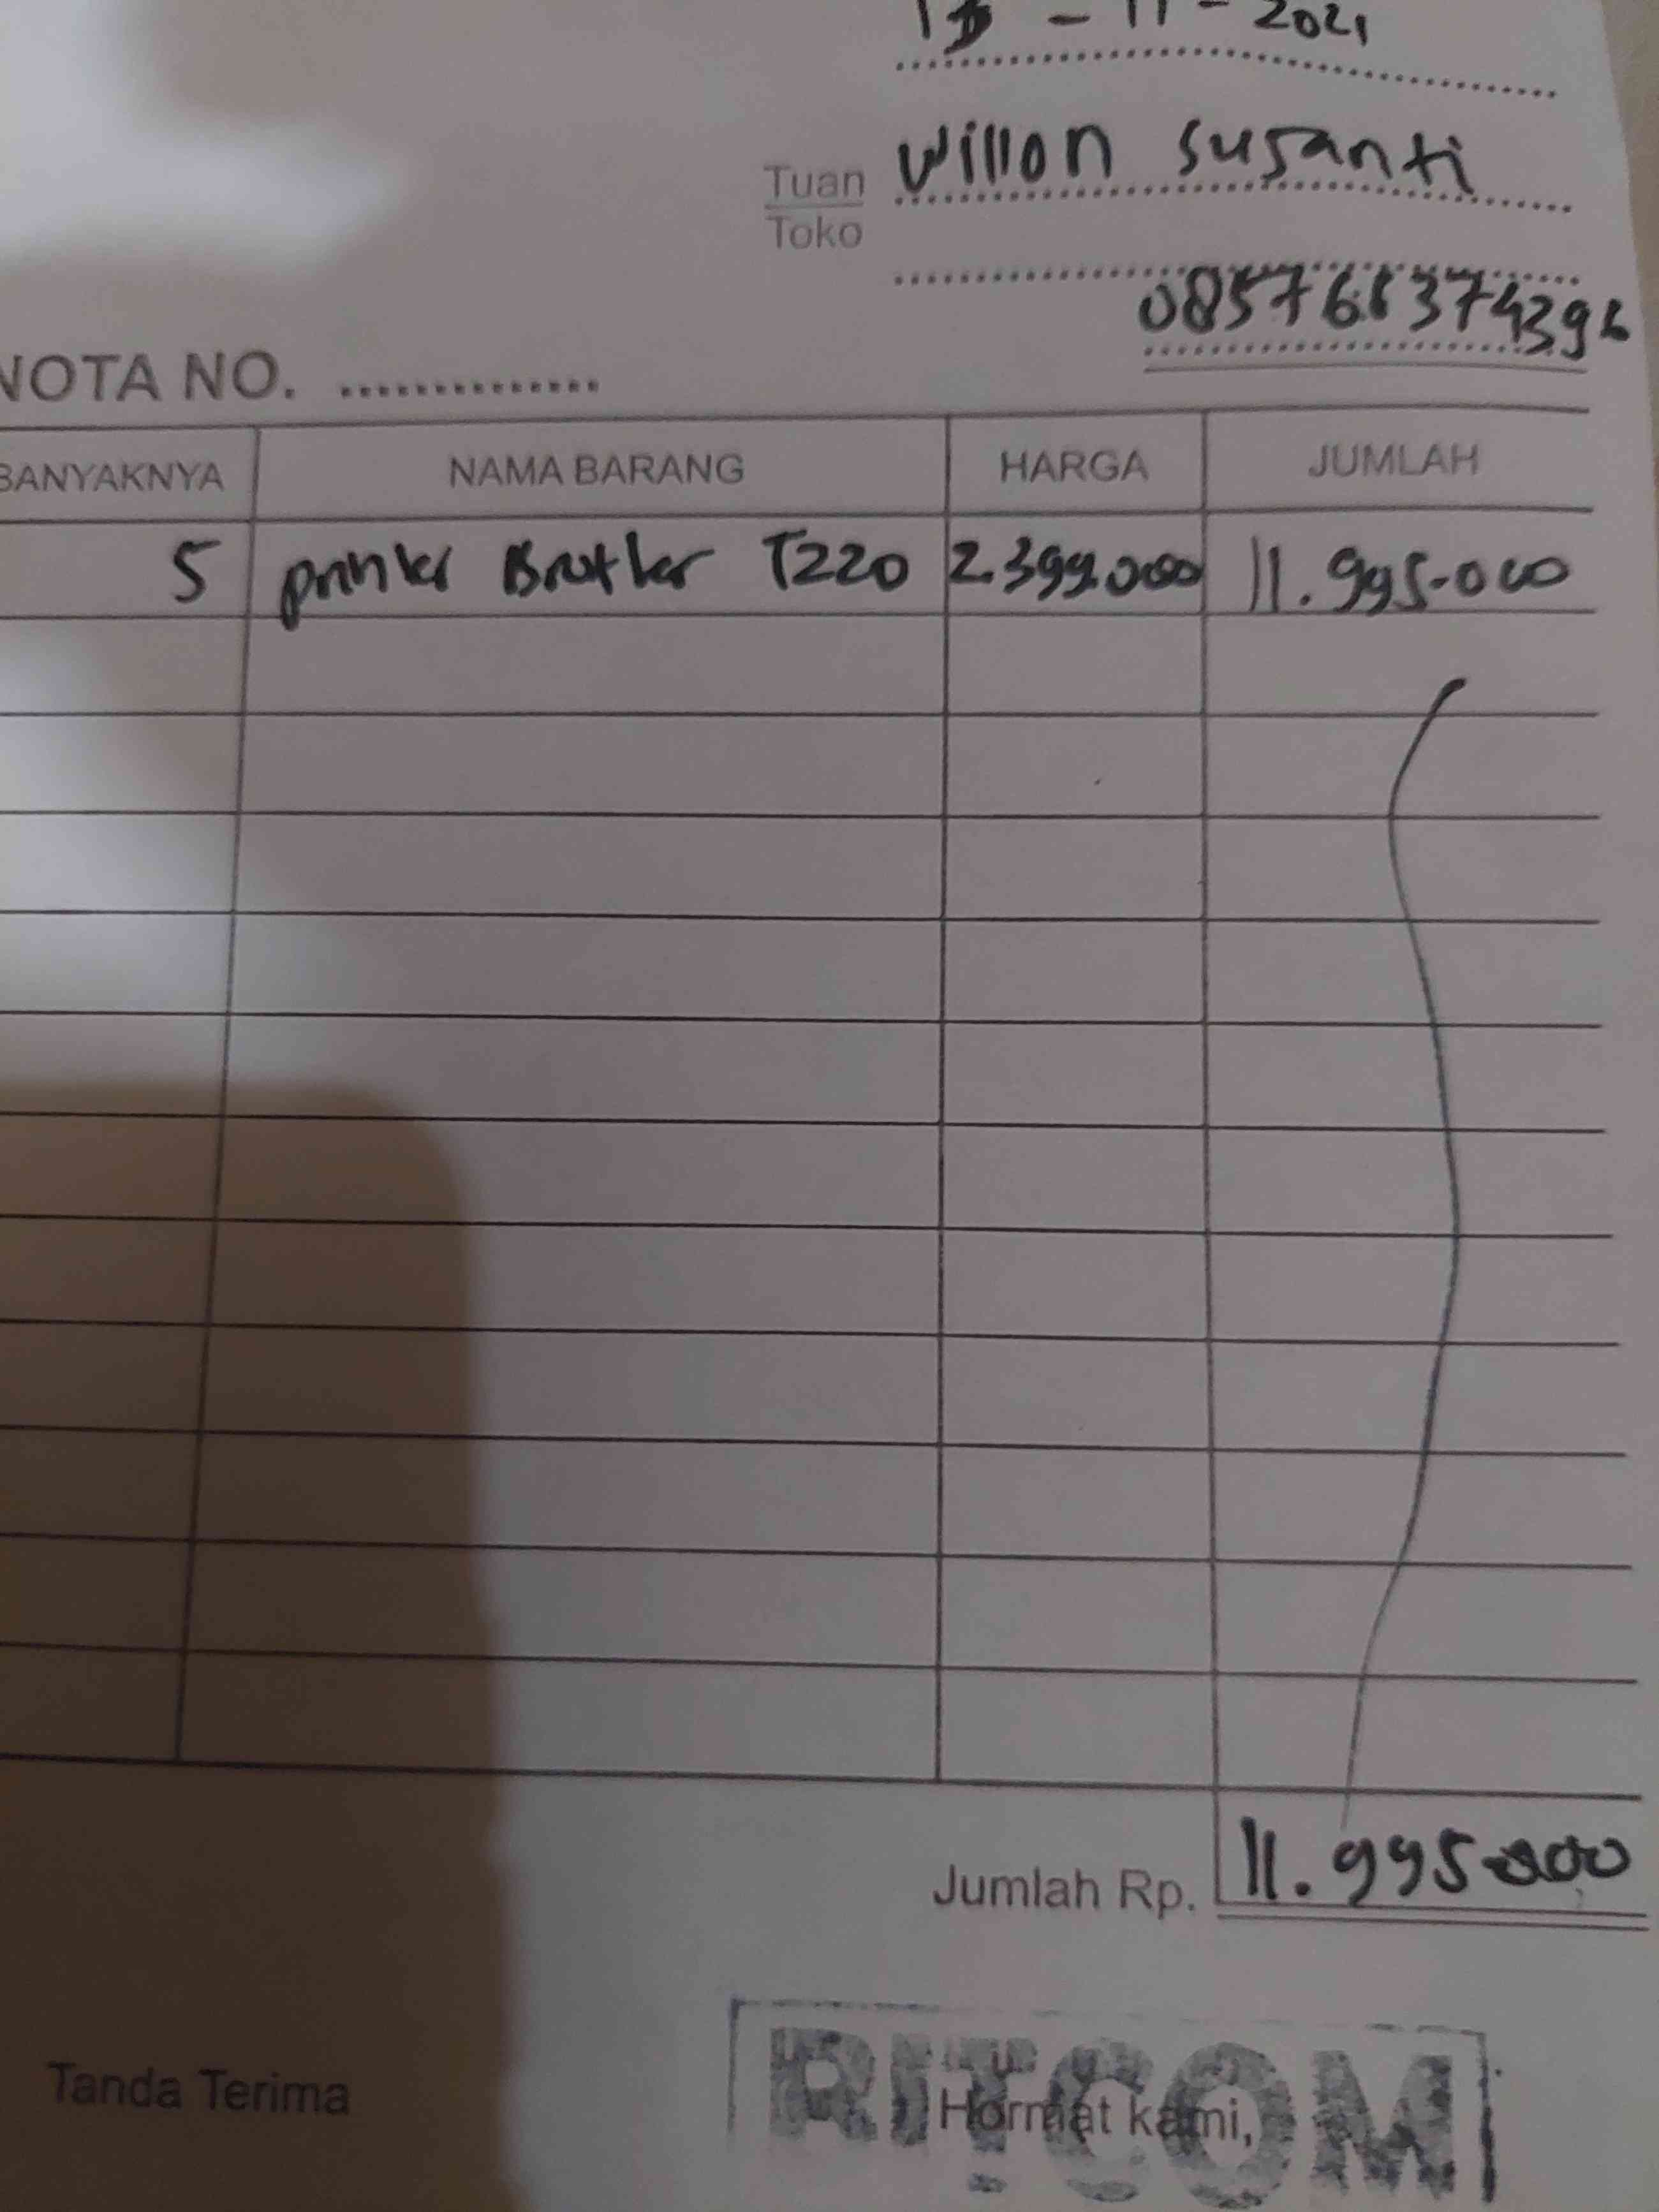 - 11 - 2021
Tuan Willon Susanti
Toko
NOTA NO. ..............
BANYAKNYA NAMA BARANG HARGA JUMLAH
5 printer Brother T220 2.399.000 11.995.000
Jumlah Rp. 11.995.000
Tanda Terima Hormat kami,
RITCOM